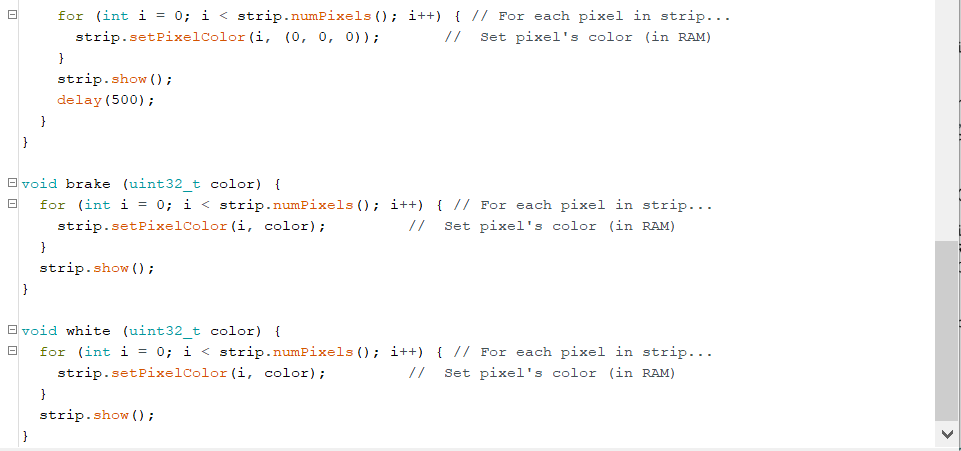 for (int i = 0; i < strip.numPixels(); i++) { // For each pixel in strip...
strip.setPixelColor(i, (0, 0, 0)); // Set pixel's color (in RAM)
}
strip.show();
delay(500);
}
}
void brake (uint32_t color) {
for (int i = 0; i < strip.numPixels(); i++) { // For each pixel in strip...
strip.setPixelColor(i, color); // Set pixel's color (in RAM)
}
strip.show();
}
void white (uint32_t color) {
for (int i = 0; i < strip.numPixels(); i++) { // For each pixel in strip...
strip.setPixelColor(i, color); // Set pixel's color (in RAM)
}
strip.show();
}